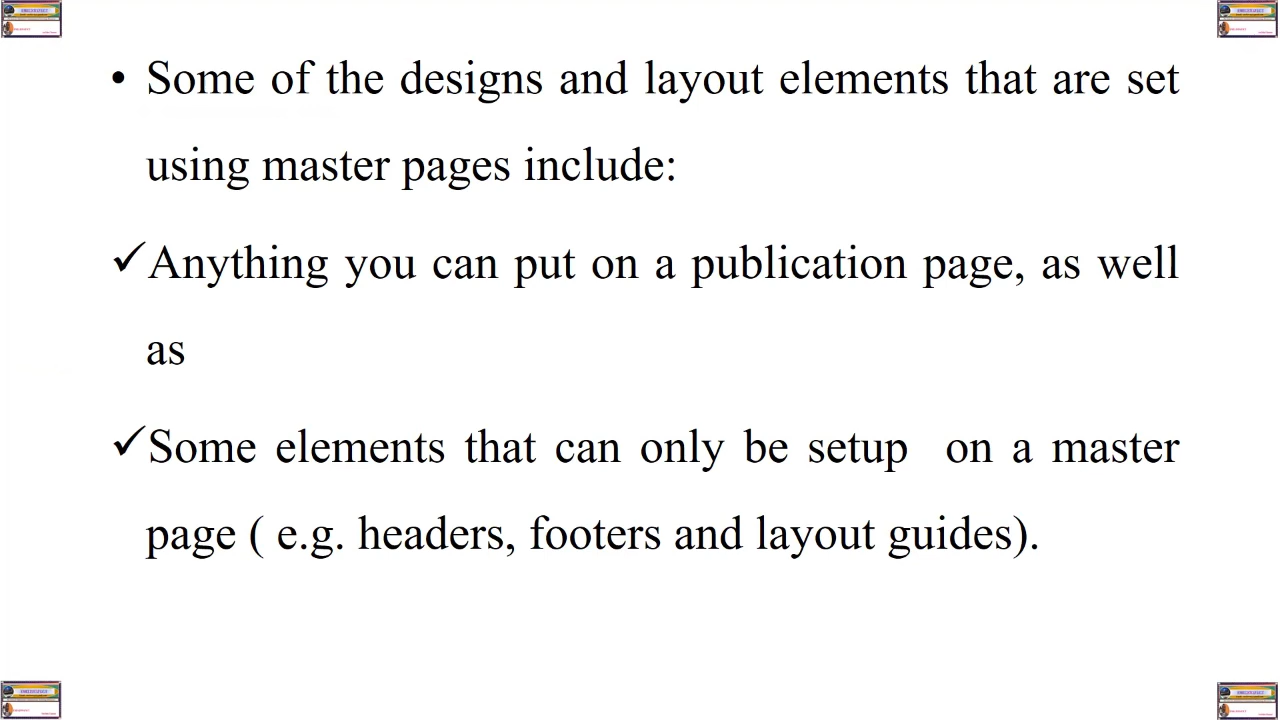 • Some of the designs and layout elements that are set
using master pages include:
✓Anything you can put on a publication page, as well
as
✓Some elements that can only be setup  on a master
page ( e.g. headers, footers and layout guides).